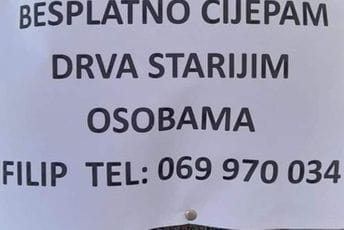 BESPLATNO CIJEPAM
DRVA STARIJIM
OSOBAMA
FILIP TEL: 069 970 034